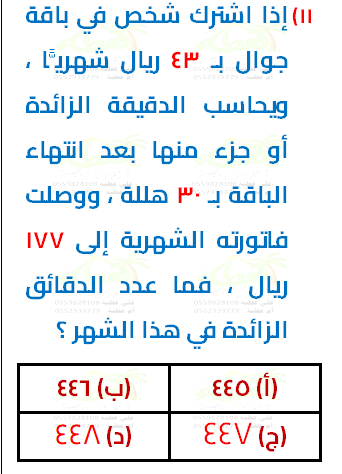 ١١) إذا اشترك شخص في باقة
جوال بـ ٤٣ ريال شهريًّا ،
ويحاسب الدقيقة الزائدة
أو جزء منها بعد انتهاء
الباقة بـ ٣٠ هللة ، ووصلت
فاتورته الشهرية إلى ١٧٧
ريال ، فما عدد الدقائق
الزائدة في هذا الشهر ؟
(أ) ٤٤٥ (ب) ٤٤٦
(ج) ٤٤٧ (د) ٤٤٨